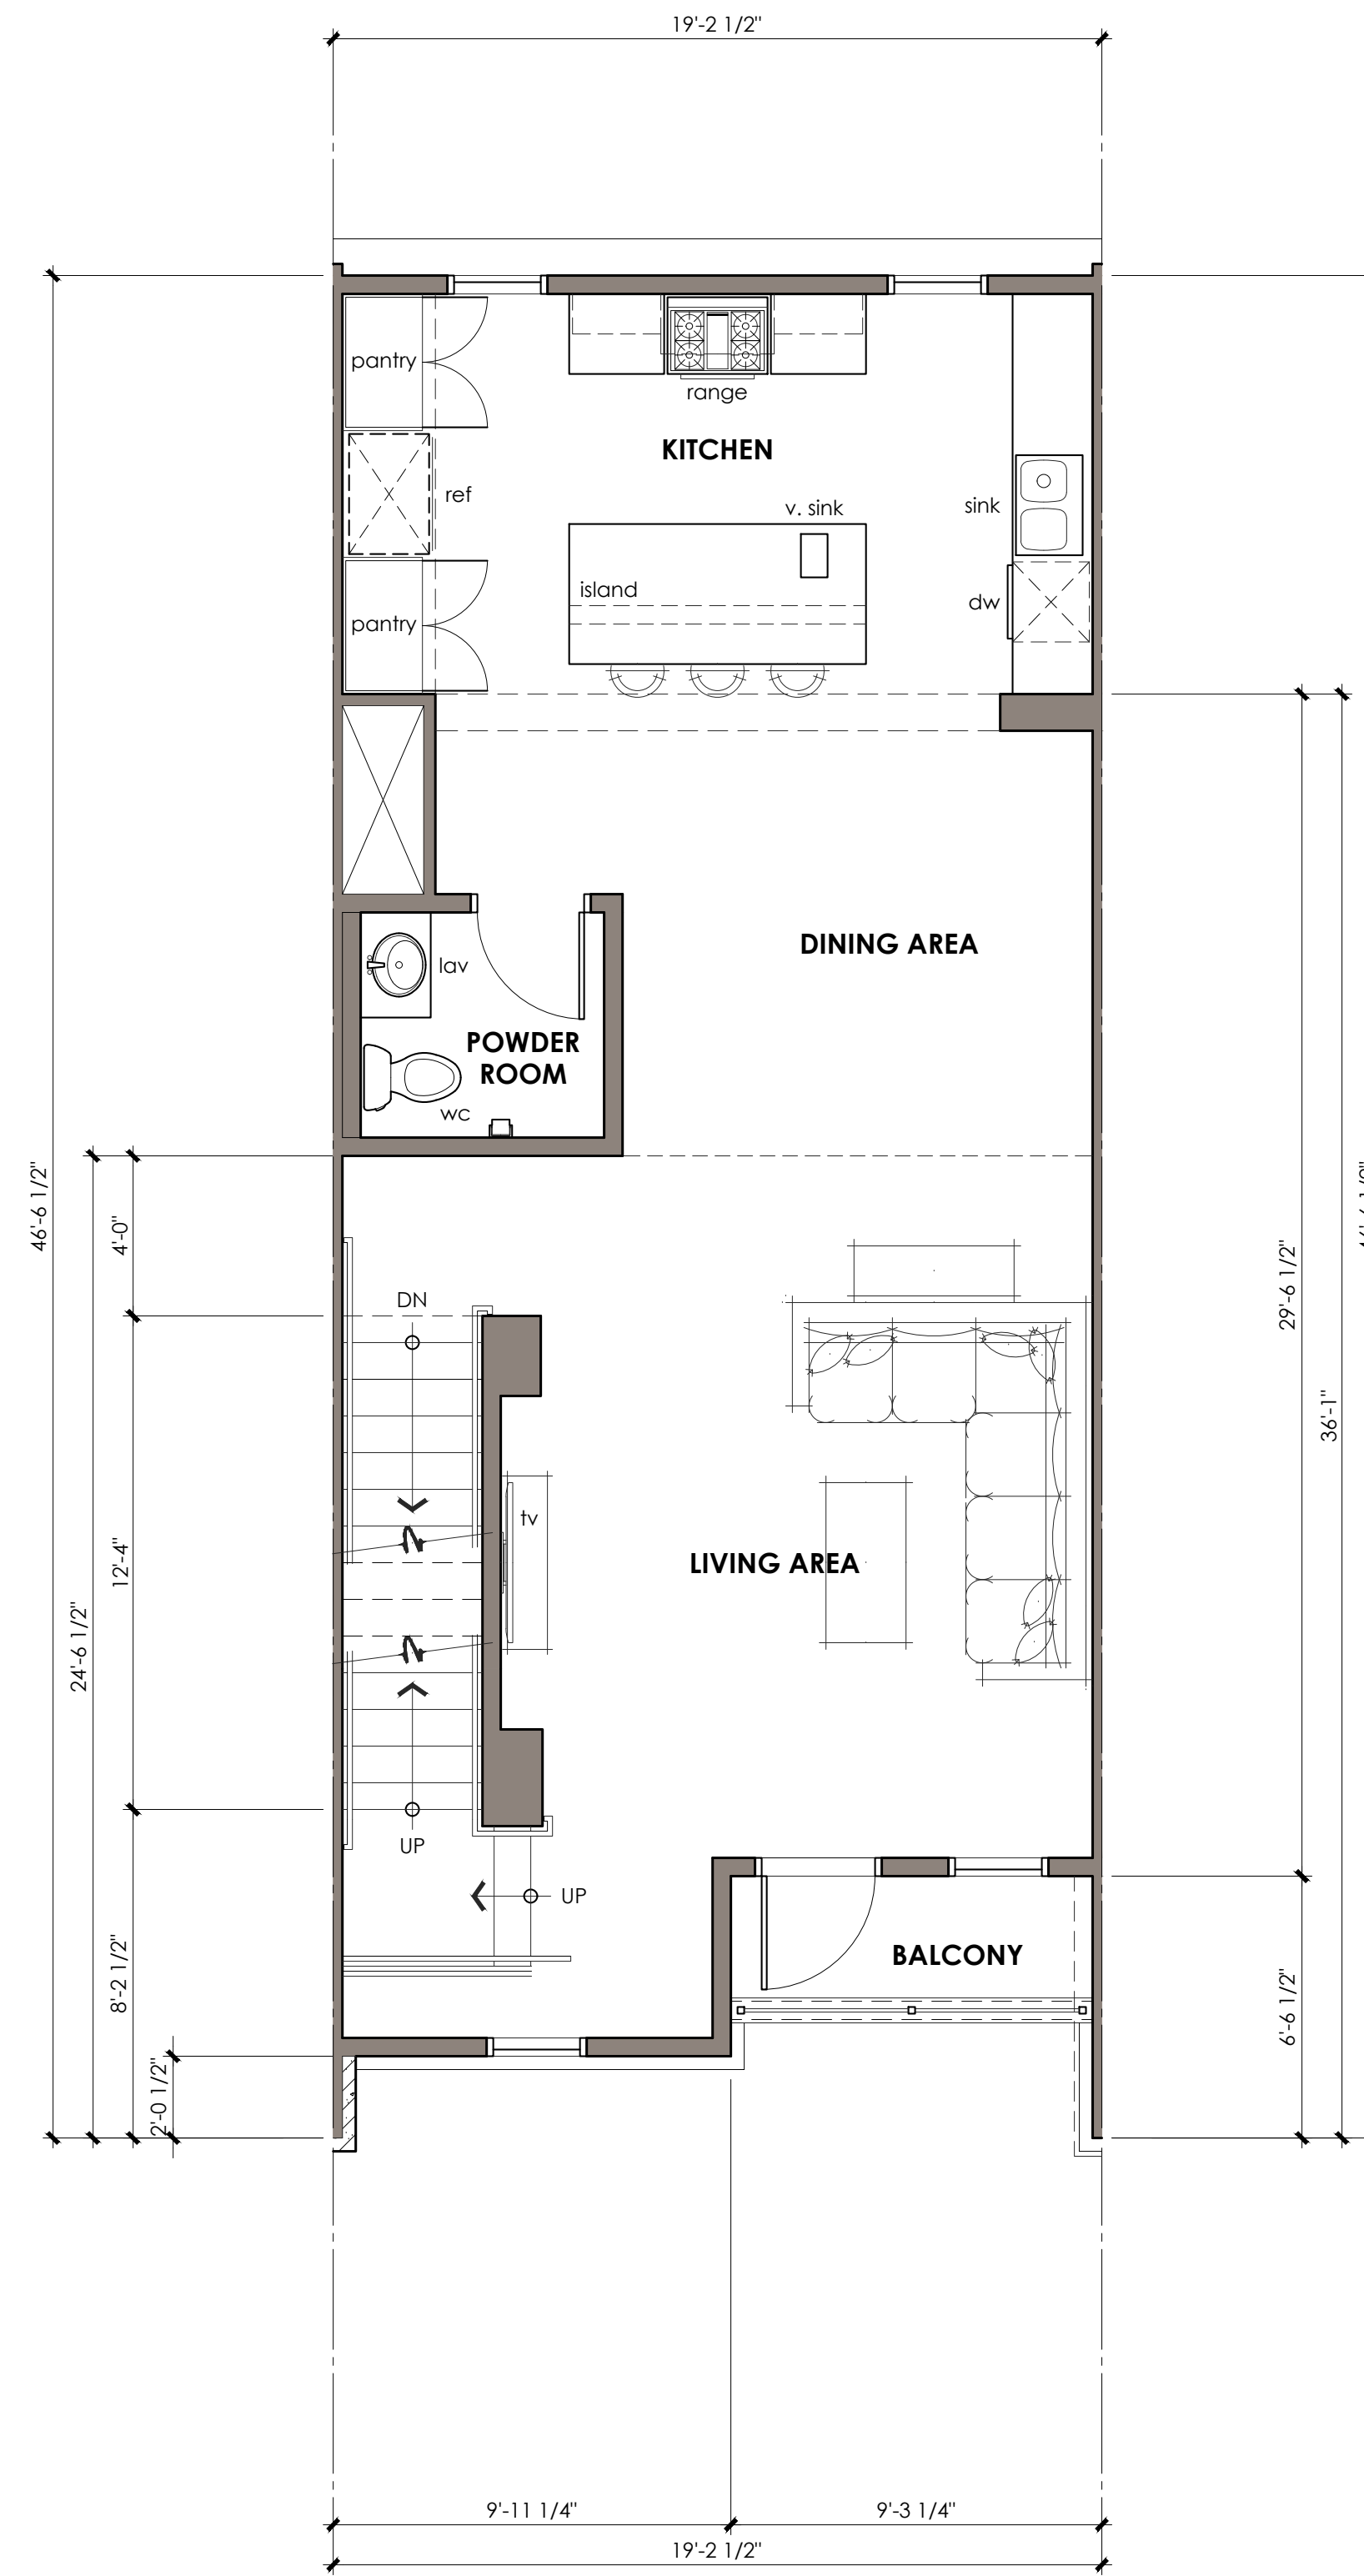 19'-2 1/2"
pantry
range
KITCHEN
ref
v. sink
sink
island
dw
pantry
DINING AREA
lav
POWDER
ROOM
wc
46'-6 1/2"
4'-0"
29'-6 1/2"
DN
36'-1"
tv
12'-4"
LIVING AREA
24'-6 1/2"
UP
UP
BALCONY
8'-2 1/2"
6'-6 1/2"
2'-0 1/2"
9'-11 1/4"
9'-3 1/4"
19'-2 1/2"